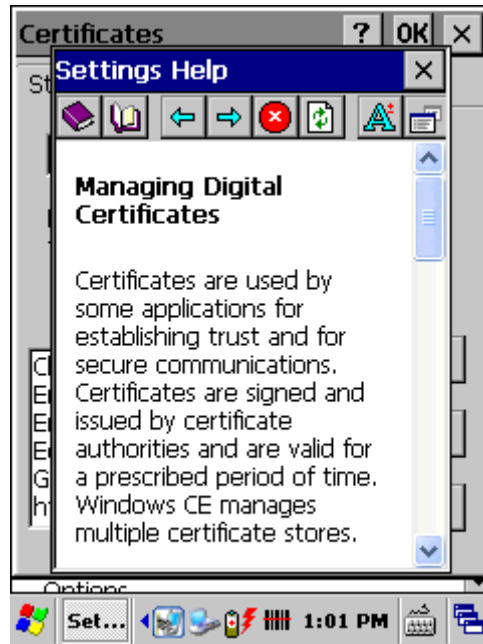 Certificates ? OK ×
St
Settings Help ×
Managing Digital
Certificates
Certificates are used by
some applications for
establishing trust and for
secure communications.
Certificates are signed and
issued by certificate
authorities and are valid for
a prescribed period of time.
Windows CE manages
multiple certificate stores.
Options
Set... 1:01 PM